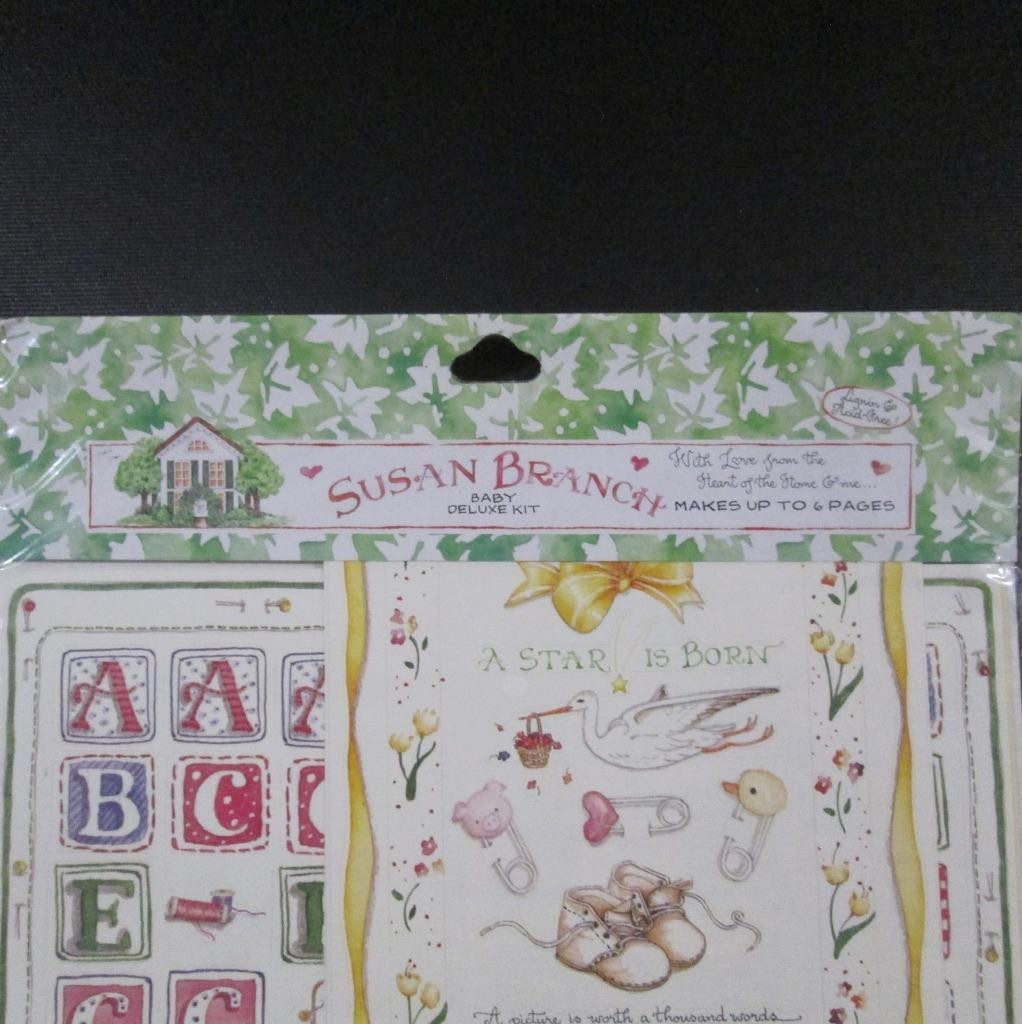 Lignin &
Acid-Free!
SUSAN BRANCH
BABY
DELUXE KIT
With Love from the
Heart of the Home & me...
MAKES UP TO 6 PAGES
A STAR IS BORN
A A A
B C C
E
C C
A picture is worth a thousand words